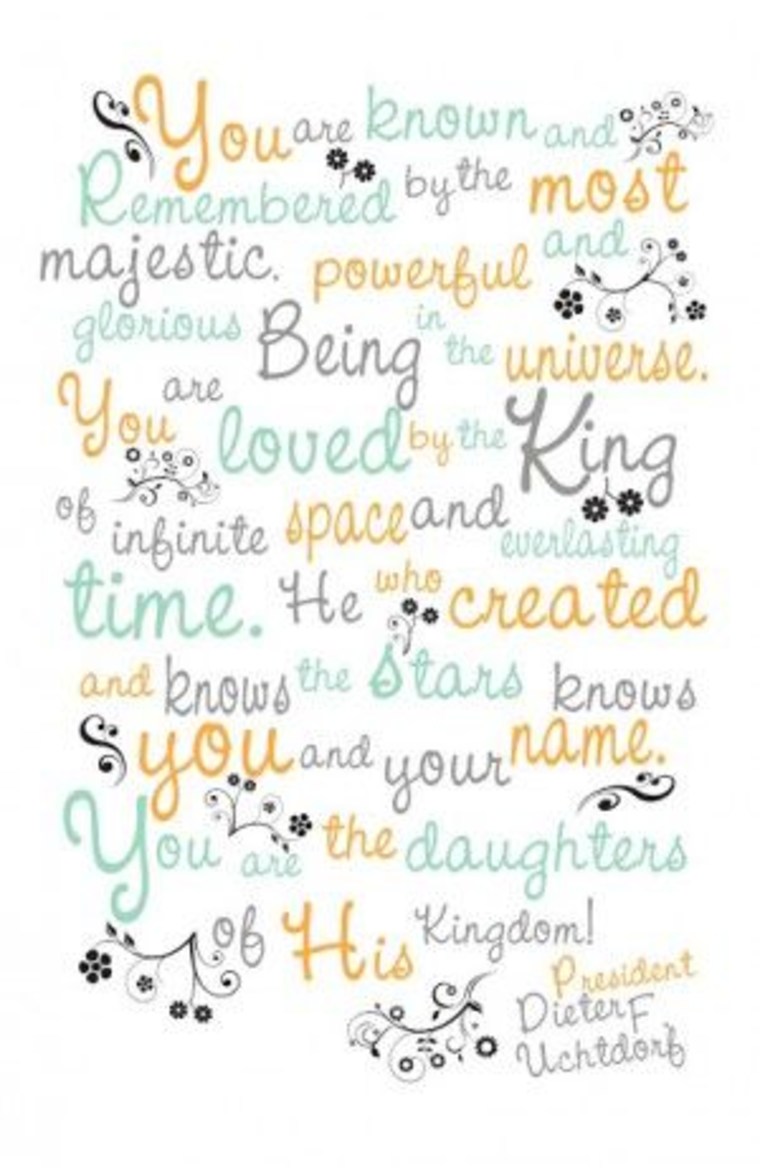 You are known and
Remembered by the most
majestic. powerful and
glorious Being in the universe.
You are loved by the King
of infinite space and everlasting
time. He who created
and knows the stars knows
you and your name.
You are the daughters
of His Kingdom!
President
Dieter F.
Uchtdorf